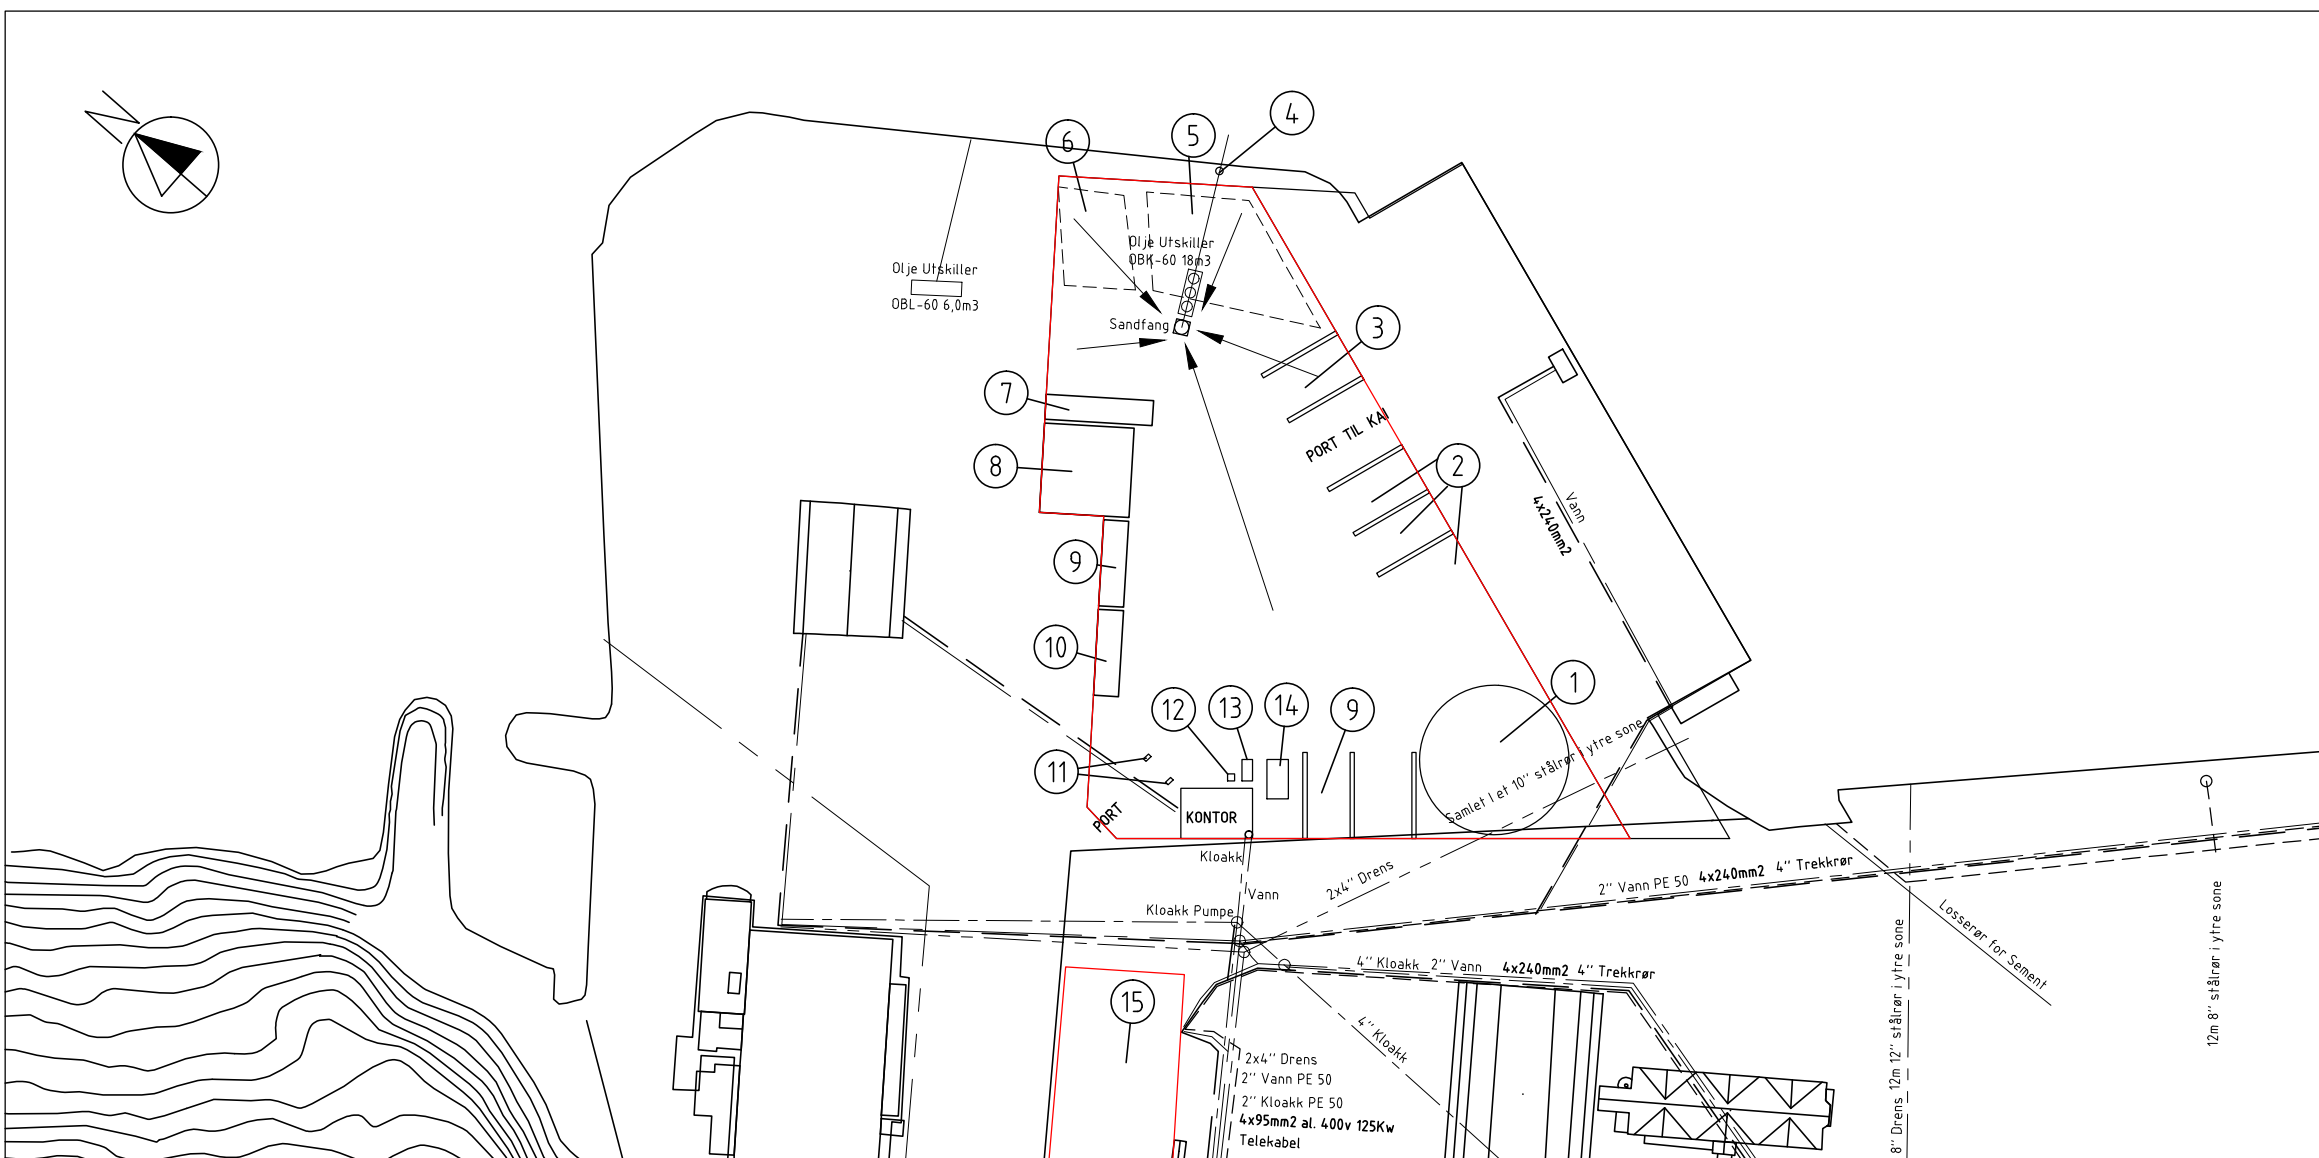 4
5
6
Olje Utskiller
OBK-60 18m3
Olje Utskiller
OBL-60 6,0m3
Sandfang
3
7
PORT TIL KAI
8
2
Vann
4x240mm2
9
10
1
12
13
14
9
11
PORT
KONTOR
Samlet i et 10'' stålrør i ytre sone
Kloakk
2x4'' Drens
Vann
2'' Vann PE 50 4x240mm2 4'' Trekkrør
Kloakk Pumpe
Losserør for Sement
4'' Kloakk 2'' Vann 4x240mm2 4'' Trekkrør
15
4'' Kloakk
2x4'' Drens
2'' Vann PE 50
2'' Kloakk PE 50
4x95mm2 al. 400v 125Kw
Telekabel
8'' Drens 12m 12'' stålrør i ytre sone
12m 8'' stålrør i ytre sone